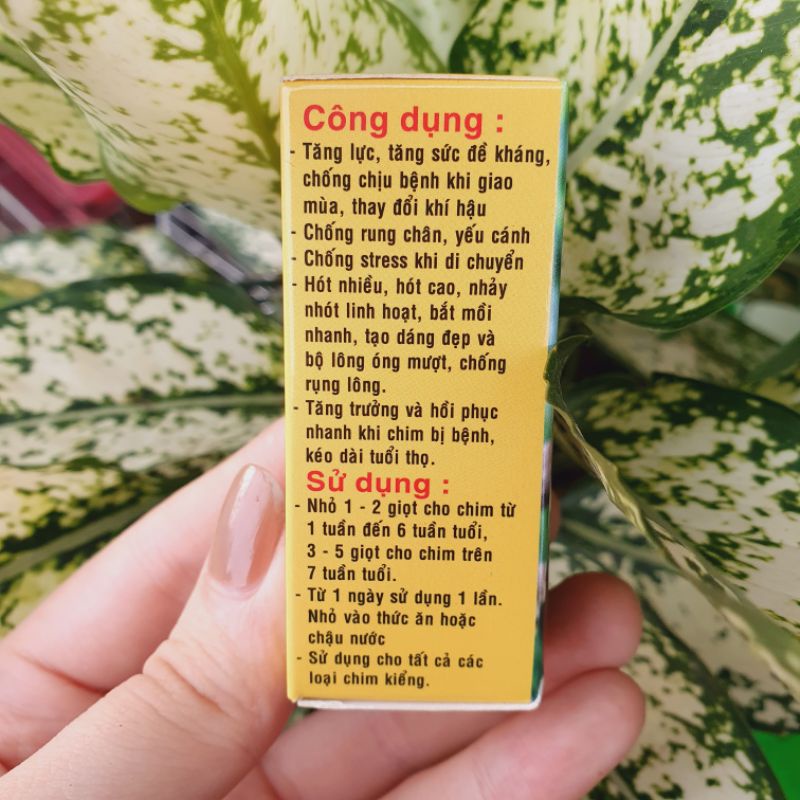 Công dụng :
- Tăng lực, tăng sức đề kháng,
chống chịu bệnh khi giao
mùa, thay đổi khí hậu
- Chống rung chân, yếu cánh
- Chống stress khi di chuyển
- Hót nhiều, hót cao, nhảy
nhót linh hoạt, bắt mồi
nhanh, tạo dáng đẹp và
bộ lông óng mượt, chống
rụng lông.
- Tăng trưởng và hồi phục
nhanh khi chim bị bệnh,
kéo dài tuổi thọ.
Sử dụng :
- Nhỏ 1 - 2 giọt cho chim từ
1 tuần đến 6 tuần tuổi,
3 - 5 giọt cho chim trên
7 tuần tuổi.
- Từ 1 ngày sử dụng 1 lần.
Nhỏ vào thức ăn hoặc
chậu nước
- Sử dụng cho tất cả các
loại chim kiểng.